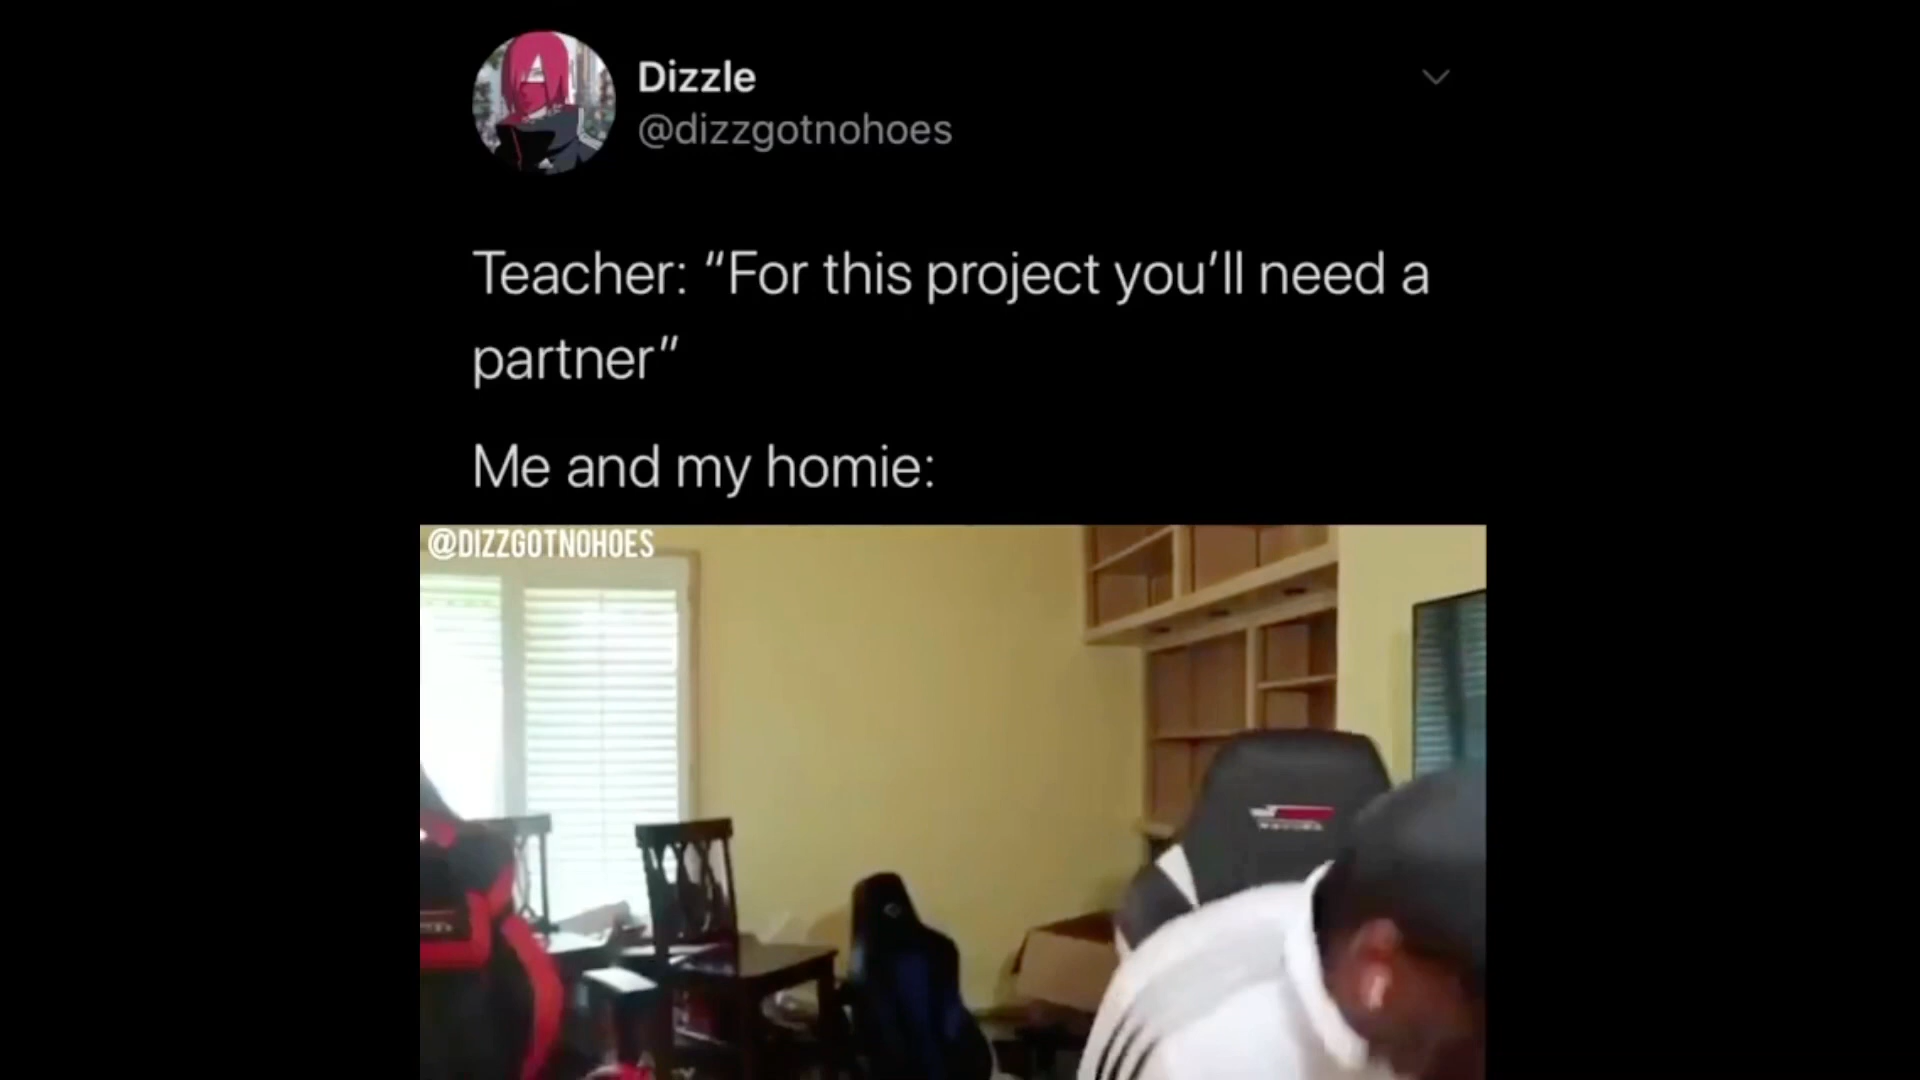 Dizzle
@dizzgotnohoes
Teacher: “For this project you’ll need a
partner”
Me and my homie:
@DIZZGOTNOHOES